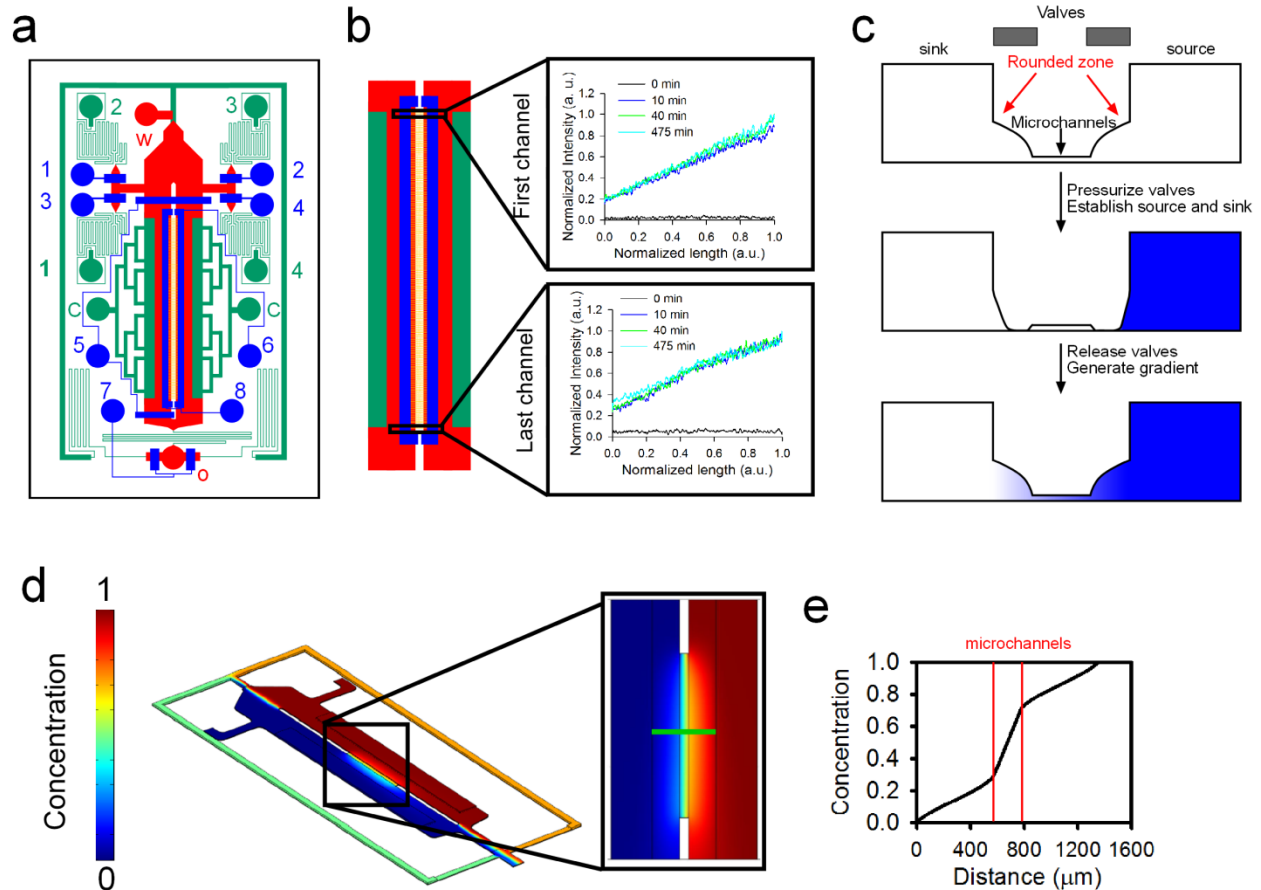 a
2
3
w
1
2
3
4
1
4
C
C
5
6
7
8
o
b
First channel
Normalized Intensity (a. u.)
1.2
1.0
0.8
0.6
0.4
0.2
0.0
0 min
10 min
40 min
475 min
0.0 0.2 0.4 0.6 0.8 1.0
Normalized length (a.u.)
Last channel
Normalized Intensity (a.u.)
1.2
1.0
0.8
0.6
0.4
0.2
0.0
0 min
10 min
40 min
475 min
0.0 0.2 0.4 0.6 0.8 1.0
Normalized length (a.u.)
c
Valves
sink
source
Rounded zone
Microchannels
Pressurize valves
Establish source and sink
Release valves
Generate gradient
d
1
Concentration
0
e
microchannels
Concentration
1.0
0.8
0.6
0.4
0.2
0.0
0 400 800 1200 1600
Distance (μm)